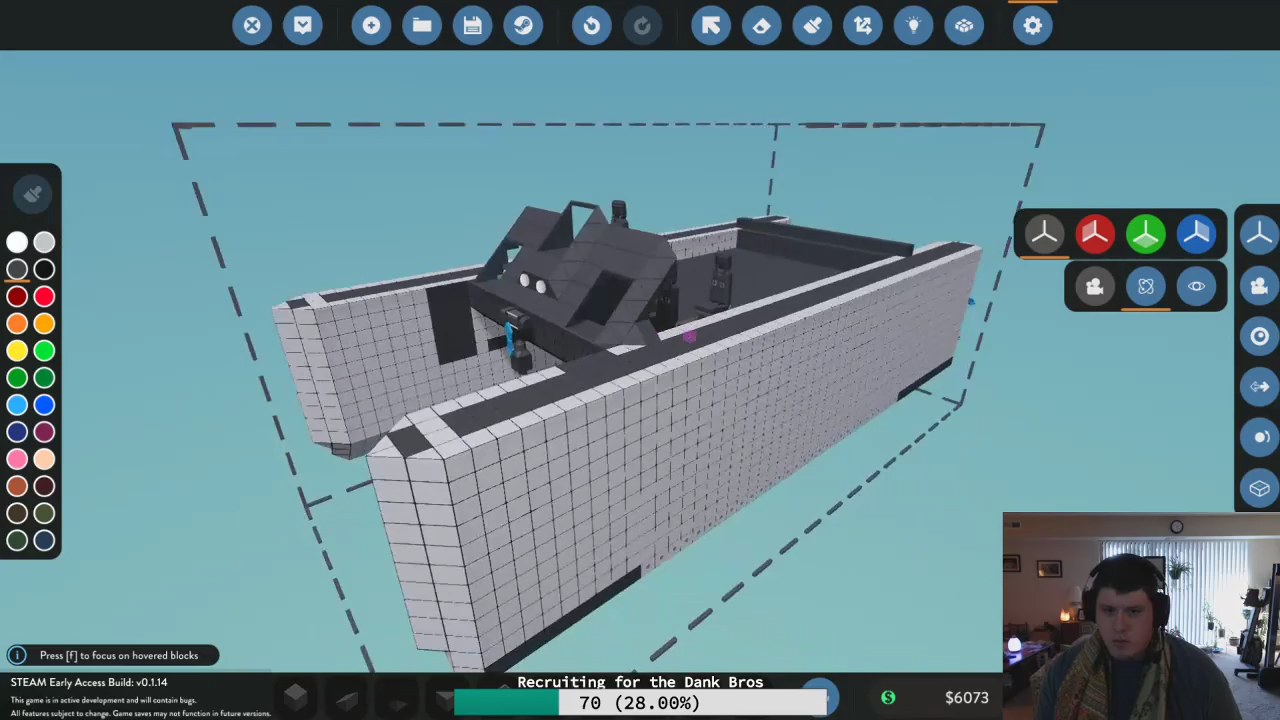 Press [f] to focus on hovered blocks
STEAM Early Access Build: v0.1.14
This game is in active development and will contain bugs.
All features subject to change. Game saves may not function in future versions.
Recruiting for the Dank Bros
70 (28.00%)
$6073